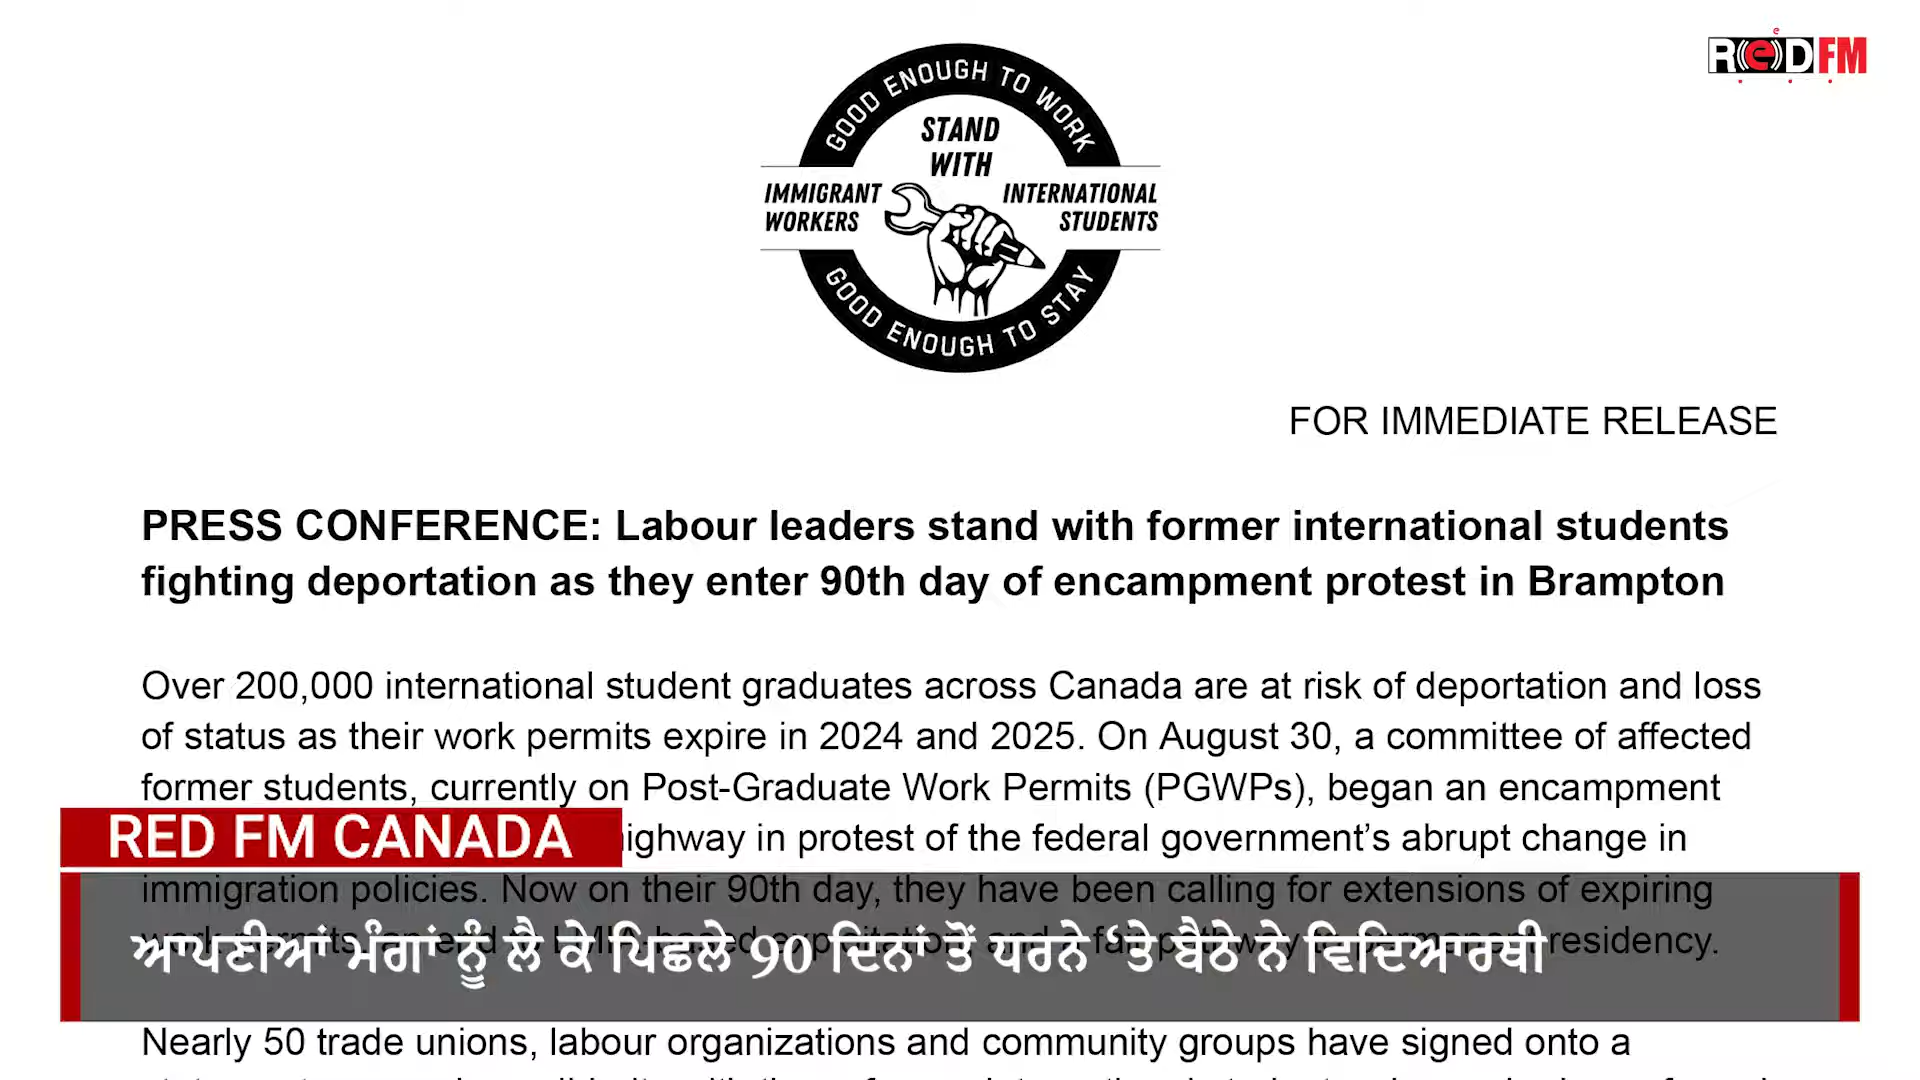 ReD FM
GOOD ENOUGH TO WORK
STAND
WITH
IMMIGRANT
WORKERS
INTERNATIONAL
STUDENTS
GOOD ENOUGH TO STAY
FOR IMMEDIATE RELEASE
PRESS CONFERENCE: Labour leaders stand with former international students
fighting deportation as they enter 90th day of encampment protest in Brampton
Over 200,000 international student graduates across Canada are at risk of deportation and loss
of status as their work permits expire in 2024 and 2025. On August 30, a committee of affected
former students, currently on Post-Graduate Work Permits (PGWPs), began an encampment
highway in protest of the federal government’s abrupt change in
RED FM CANADA
immigration policies. Now on their 90th day, they have been calling for extensions of expiring
residency.
ਆਪਣੀਆਂ ਮੰਗਾਂ ਨੂੰ ਲੈ ਕੇ ਪਿਛਲੇ 90 ਦਿਨਾਂ ਤੋਂ ਧਰਨੇ ‘ਤੇ ਬੈਠੇ ਨੇ ਵਿਦਿਆਰਥੀ
Nearly 50 trade unions, labour organizations and community groups have signed onto a